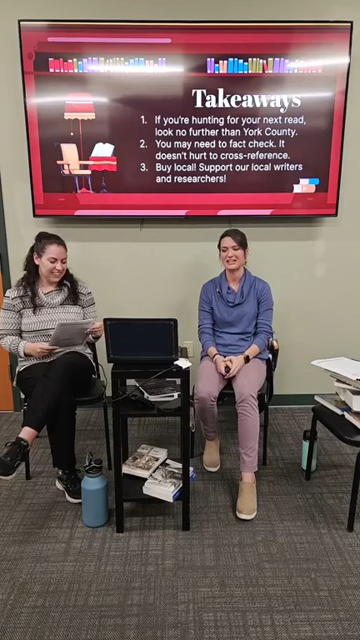 Takeaways
1. If you're hunting for your next read,
look no further than York County.
2. You may need to fact check. It
doesn't hurt to cross-reference.
3. Buy local! Support our local writers
and researchers!